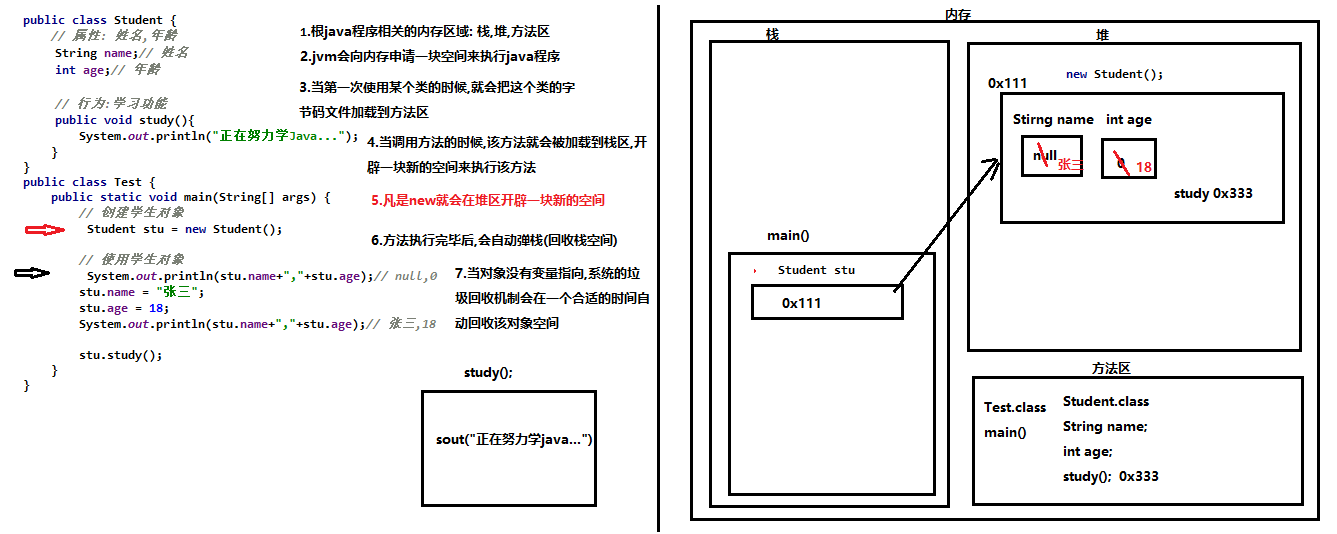 public class Student {
// 属性: 姓名,年龄
String name;// 姓名
int age;// 年龄
// 行为:学习功能
public void study(){
System.out.println("正在努力学Java...");
}
}
public class Test {
public static void main(String[] args) {
// 创建学生对象
Student stu = new Student();
// 使用学生对象
System.out.println(stu.name+","+stu.age);// null,0
stu.name = "张三";
stu.age = 18;
System.out.println(stu.name+","+stu.age);// 张三,18
stu.study();
}
}
1.根java程序相关的内存区域: 栈,堆,方法区
2.jvm会向内存申请一块空间来执行java程序
3.当第一次使用某个类的时候,就会把这个类的字
节码文件加载到方法区
4.当调用方法的时候,该方法就会被加载到栈区,开
辟一块新的空间来执行该方法
5.凡是new就会在堆区开辟一块新的空间
6.方法执行完毕后,会自动弹栈(回收栈空间)
7.当对象没有变量指向,系统的垃
圾回收机制会在一个合适的时间自
动回收该对象空间
study();
sout("正在努力学java...")
内存
栈
main()
Student stu
0x111
堆
new Student();
0x111
Stirng name int age
null 张三 0 18
study 0x333
方法区
Test.class
main()
Student.class
String name;
int age;
study(); 0x333